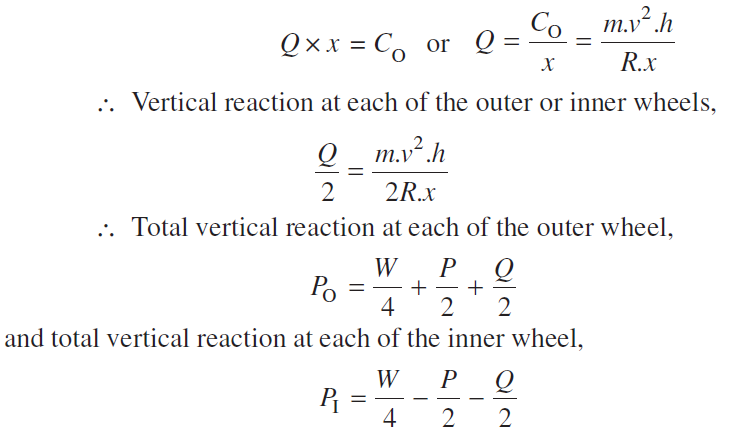 Q × x = C_O or Q = C_O / x = m.v².h / R.x
∴ Vertical reaction at each of the outer or inner wheels,
Q / 2 = m.v².h / 2R.x
∴ Total vertical reaction at each of the outer wheel,
P_O = W / 4 + P / 2 + Q / 2
and total vertical reaction at each of the inner wheel,
P_I = W / 4 − P / 2 − Q / 2